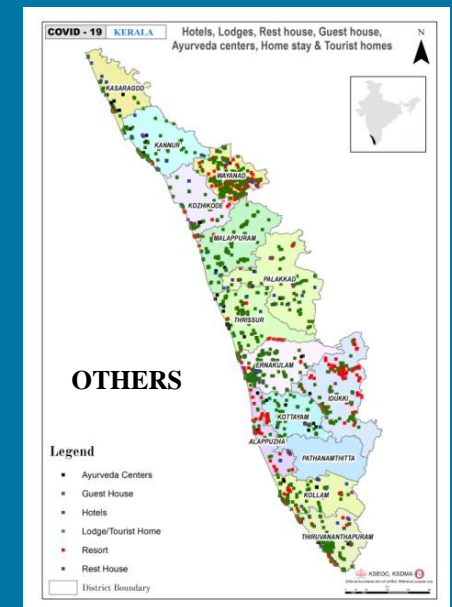 COVID - 19 KERALA
Hotels, Lodges, Rest house, Guest house,
Ayurveda centers, Home stay & Tourist homes
N
KASARAGOD
KANNUR
WAYANAD
KOZHIKODE
MALAPPURAM
PALAKKAD
THRISSUR
ERNAKULAM
IDUKKI
OTHERS
KOTTAYAM
ALAPPUZHA
PATHANAMTHITTA
KOLLAM
THIRUVANANTHAPURAM
Legend
Ayurveda Centers
Guest House
Hotels
Lodge/Tourist Home
Resort
Rest House
District Boundary
KSEOC, KSDMA